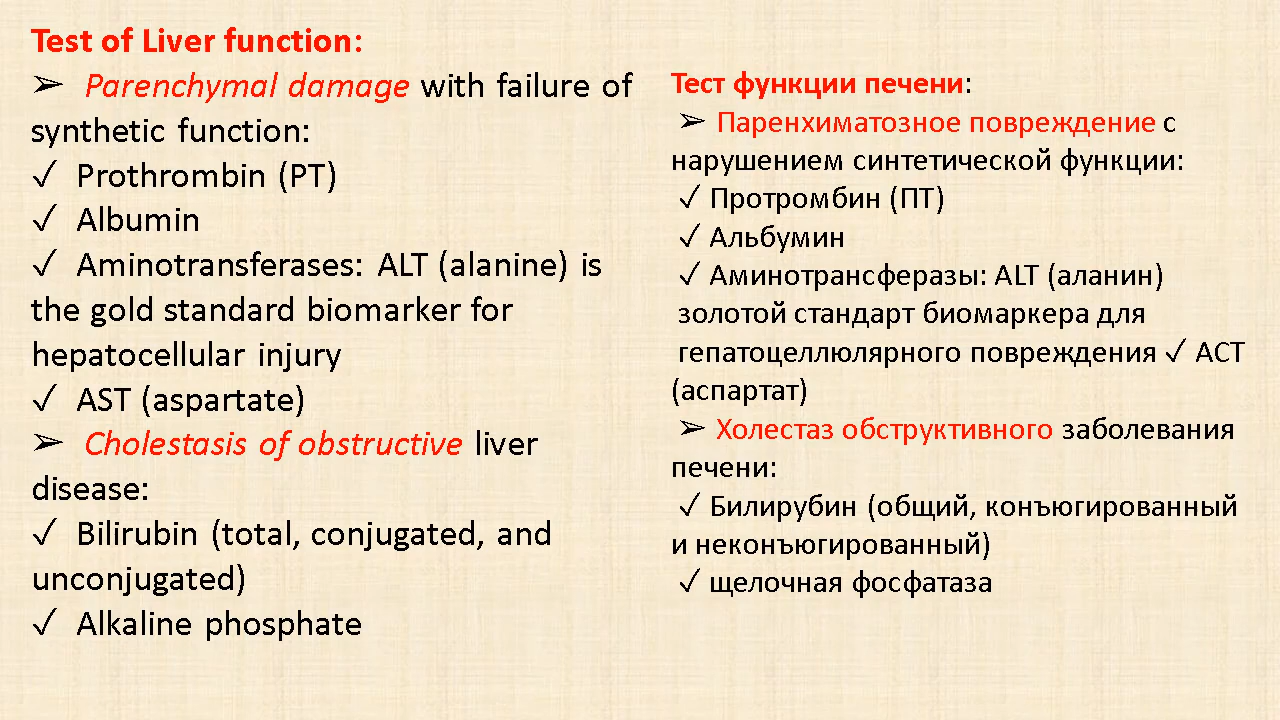 Test of Liver function:
➢ Parenchymal damage with failure of
synthetic function:
✓ Prothrombin (PT)
✓ Albumin
✓ Aminotransferases: ALT (alanine) is
the gold standard biomarker for
hepatocellular injury
✓ AST (aspartate)
➢ Cholestasis of obstructive liver
disease:
✓ Bilirubin (total, conjugated, and
unconjugated)
✓ Alkaline phosphate
Тест функции печени:
➢ Паренхиматозное повреждение с
нарушением синтетической функции:
✓ Протромбин (ПТ)
✓ Альбумин
✓ Аминотрансферазы: ALT (аланин)
золотой стандарт биомаркера для
гепатоцеллюлярного повреждения ✓ АСТ
(аспартат)
➢ Холестаз обструктивного заболевания
печени:
✓ Билирубин (общий, конъюгированный
и неконъюгированный)
✓ щелочная фосфатаза